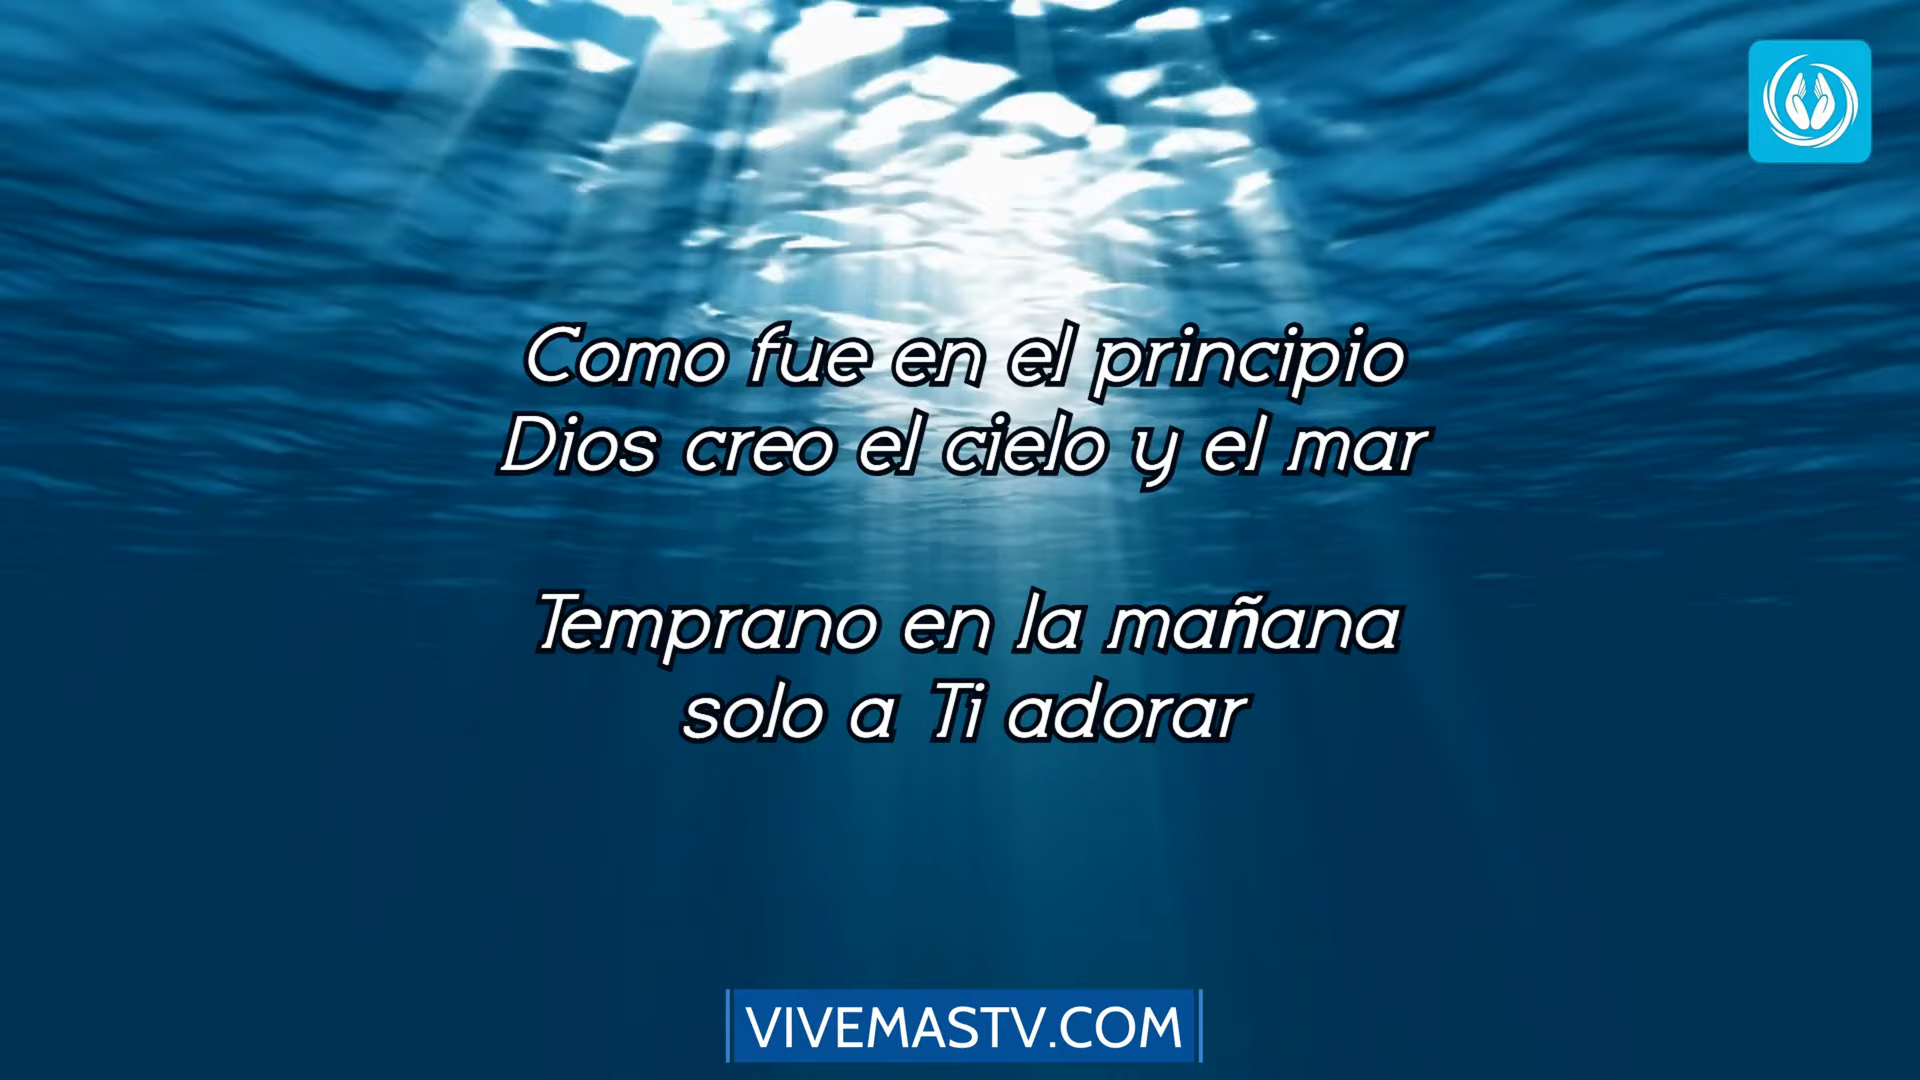 Como fue en el principio
Dios creo el cielo y el mar
Temprano en la mañana
solo a Ti adorar
VIVEMASTV.COM